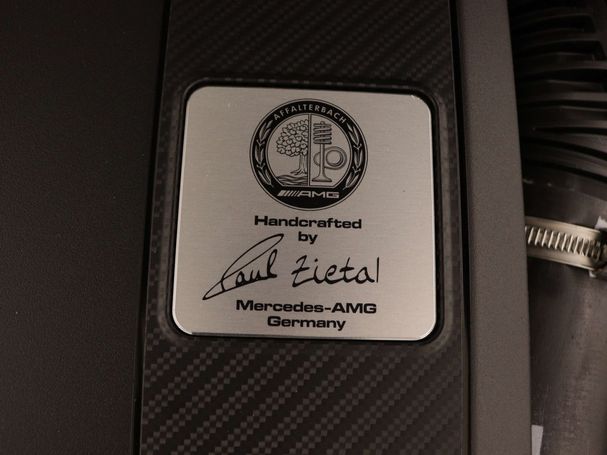 AFFALTERBACH
AMG
Handcrafted
by
Paul Zietal
Mercedes-AMG
Germany